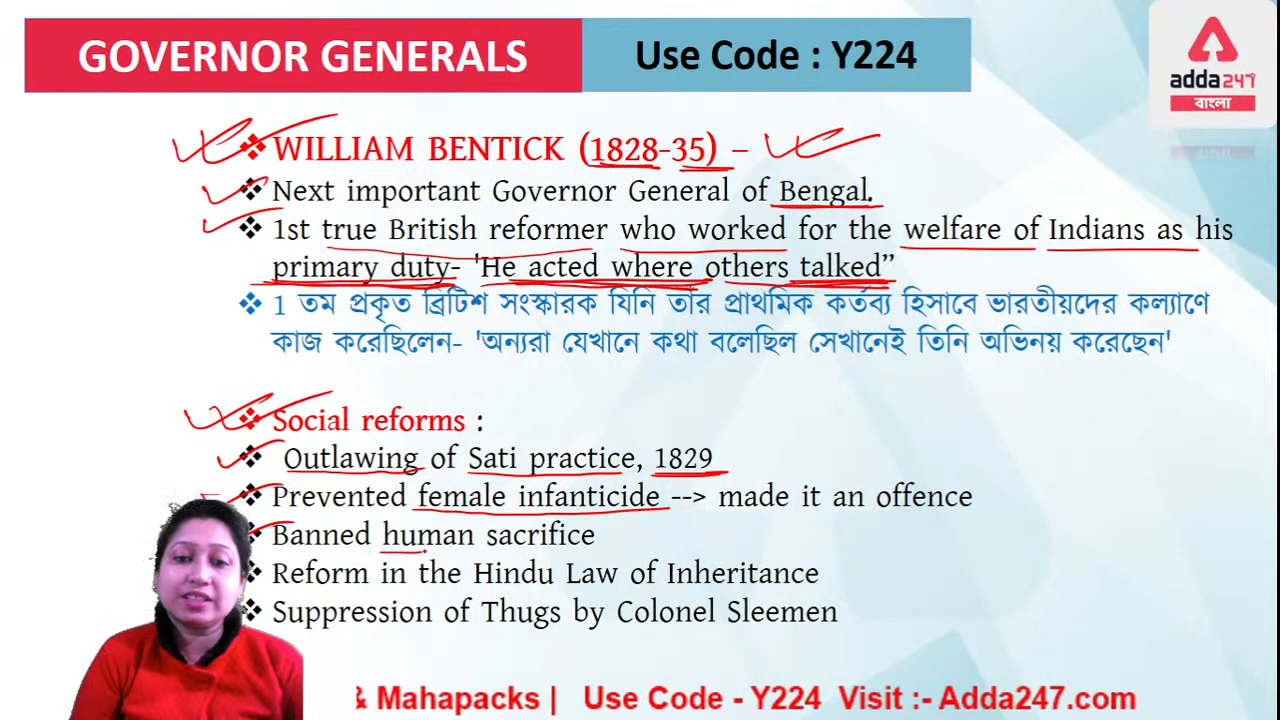 GOVERNOR GENERALS
Use Code : Y224
adda247
বাংলা
WILLIAM BENTICK (1828-35) –
Next important Governor General of Bengal.
1st true British reformer who worked for the welfare of Indians as his
primary duty- 'He acted where others talked”
1 তম প্রকৃত ব্রিটিশ সংস্কারক যিনি তাঁর প্রাথমিক কর্তব্য হিসাবে ভারতীয়দের কল্যাণে
কাজ করেছিলেন- 'অন্যরা যেখানে কথা বলেছিল সেখানেই তিনি অভিনয় করেছেন'
Social reforms :
Outlawing of Sati practice, 1829
Prevented female infanticide --> made it an offence
Banned human sacrifice
Reform in the Hindu Law of Inheritance
Suppression of Thugs by Colonel Sleemen
& Mahapacks | Use Code - Y224 Visit :- Adda247.com